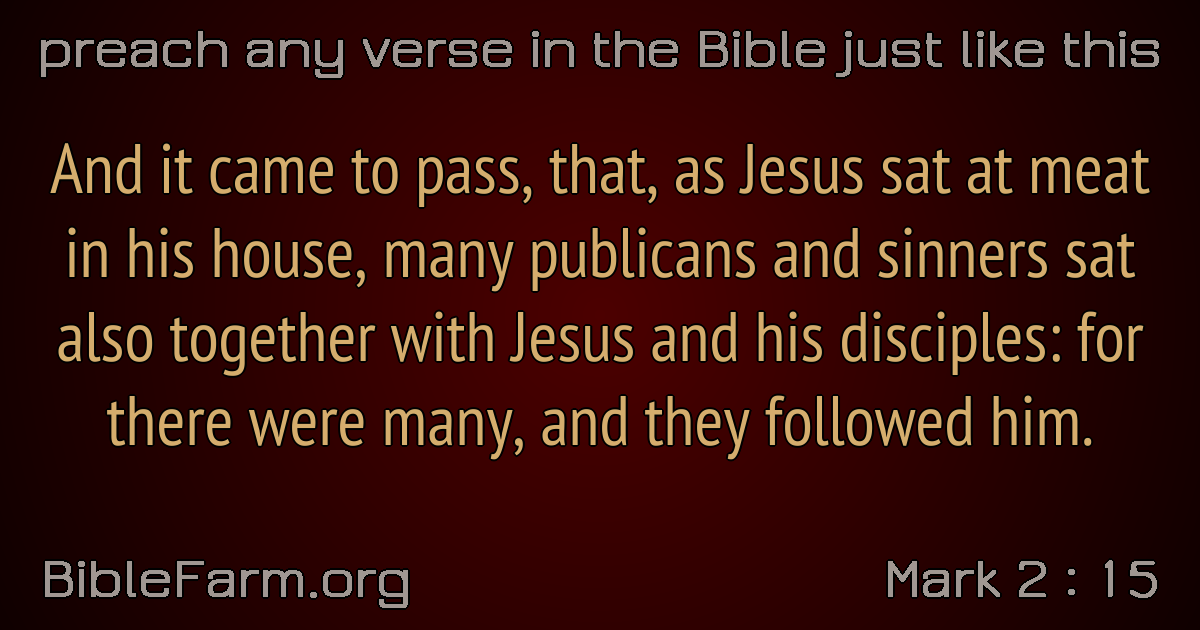 preach any verse in the Bible just like this
And it came to pass, that, as Jesus sat at meat
in his house, many publicans and sinners sat
also together with Jesus and his disciples: for
there were many, and they followed him.
BibleFarm.org
Mark 2 : 15